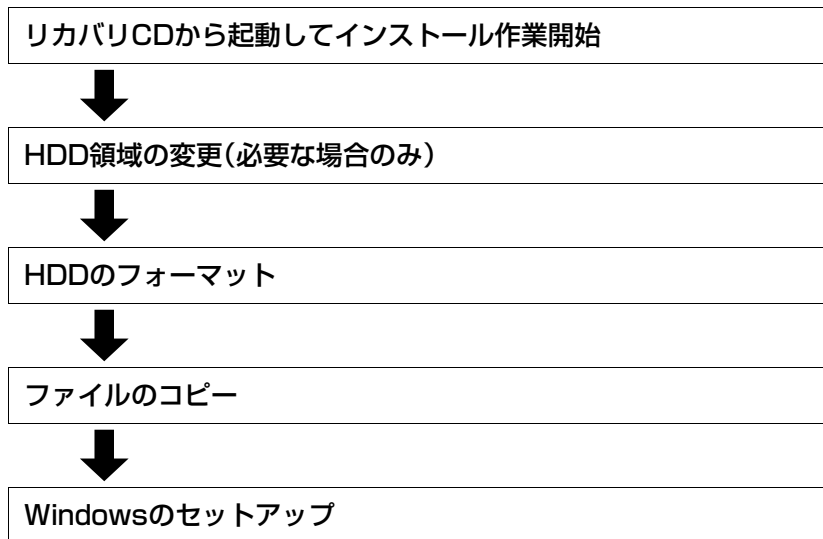 リカバリCDから起動してインストール作業開始
HDD領域の変更(必要な場合のみ)
HDDのフォーマット
ファイルのコピー
Windowsのセットアップ